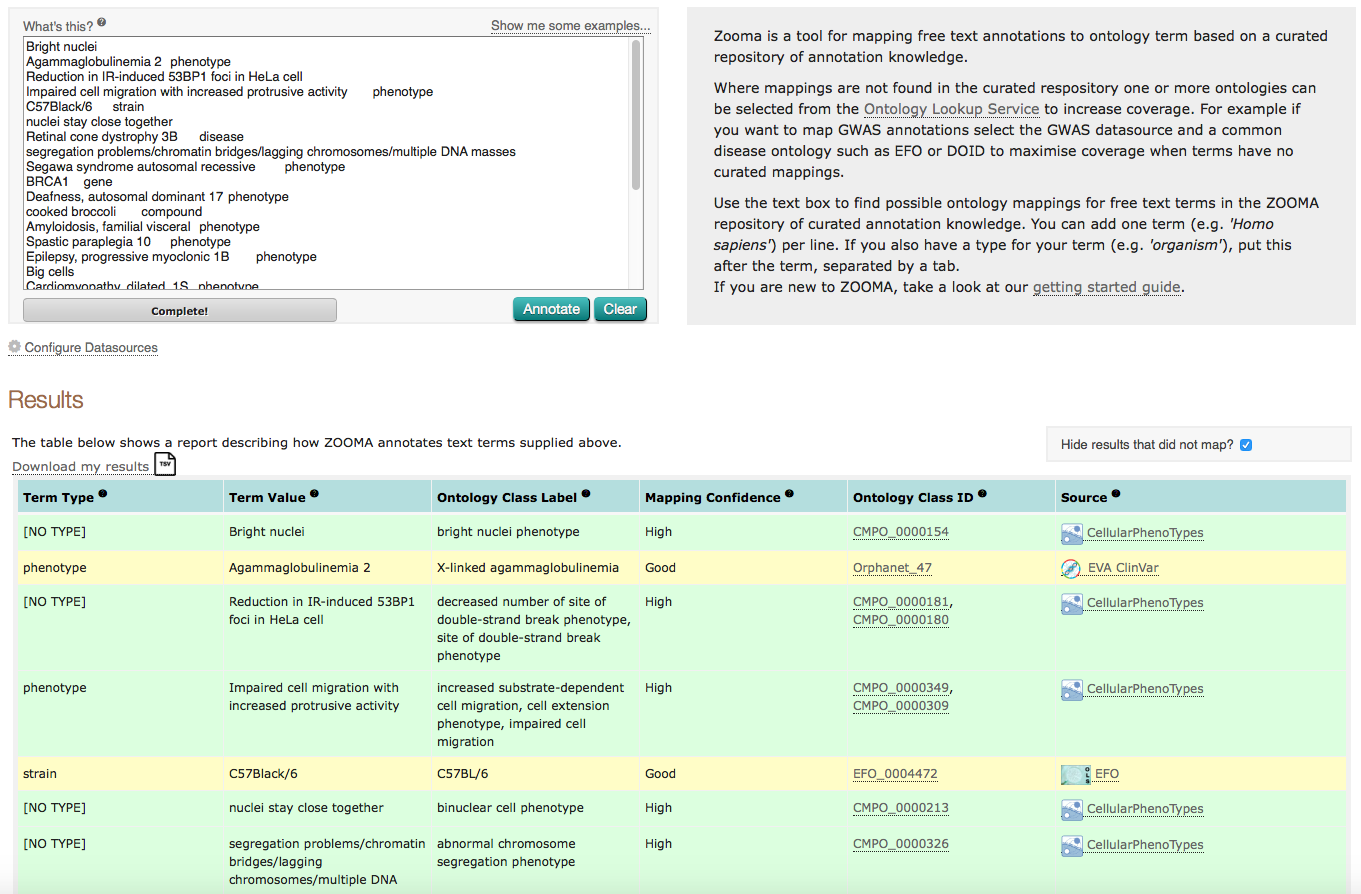 What's this?
Show me some examples...
Bright nuclei
Agammaglobulinemia 2 phenotype
Reduction in IR-induced 53BP1 foci in HeLa cell
Impaired cell migration with increased protrusive activity phenotype
C57Black/6 strain
nuclei stay close together
Retinal cone dystrophy 3B disease
segregation problems/chromatin bridges/lagging chromosomes/multiple DNA masses
Segawa syndrome autosomal recessive phenotype
BRCA1 gene
Deafness, autosomal dominant 17 phenotype
cooked broccoli compound
Amyloidosis, familial visceral phenotype
Spastic paraplegia 10 phenotype
Epilepsy, progressive myoclonic 1B phenotype
Big cells
Cardiomyopathy, dilated, 1S phenotype
Complete!
Annotate
Clear
Configure Datasources
Zooma is a tool for mapping free text annotations to ontology term based on a curated
repository of annotation knowledge.
Where mappings are not found in the curated respository one or more ontologies can
be selected from the Ontology Lookup Service to increase coverage. For example if
you want to map GWAS annotations select the GWAS datasource and a common
disease ontology such as EFO or DOID to maximise coverage when terms have no
curated mappings.
Use the text box to find possible ontology mappings for free text terms in the ZOOMA
repository of curated annotation knowledge. You can add one term (e.g. 'Homo
sapiens') per line. If you also have a type for your term (e.g. 'organism'), put this
after the term, separated by a tab.
If you are new to ZOOMA, take a look at our getting started guide.
Results
The table below shows a report describing how ZOOMA annotates text terms supplied above.
Hide results that did not map?
Download my results TSV
Term Type
Term Value
Ontology Class Label
Mapping Confidence
Ontology Class ID
Source
[NO TYPE]
Bright nuclei
bright nuclei phenotype
High
CMPO_0000154
CellularPhenoTypes
phenotype
Agammaglobulinemia 2
X-linked agammaglobulinemia
Good
Orphanet_47
EVA ClinVar
[NO TYPE]
Reduction in IR-induced 53BP1
foci in HeLa cell
decreased number of site of
double-strand break phenotype,
site of double-strand break
phenotype
High
CMPO_0000181,
CMPO_0000180
CellularPhenoTypes
phenotype
Impaired cell migration with
increased protrusive activity
increased substrate-dependent
cell migration, cell extension
phenotype, impaired cell
migration
High
CMPO_0000349,
CMPO_0000309
CellularPhenoTypes
strain
C57Black/6
C57BL/6
Good
EFO_0004472
OLS
EFO
[NO TYPE]
nuclei stay close together
binuclear cell phenotype
High
CMPO_0000213
CellularPhenoTypes
[NO TYPE]
segregation problems/chromatin
bridges/lagging
chromosomes/multiple DNA
abnormal chromosome
segregation phenotype
High
CMPO_0000326
CellularPhenoTypes